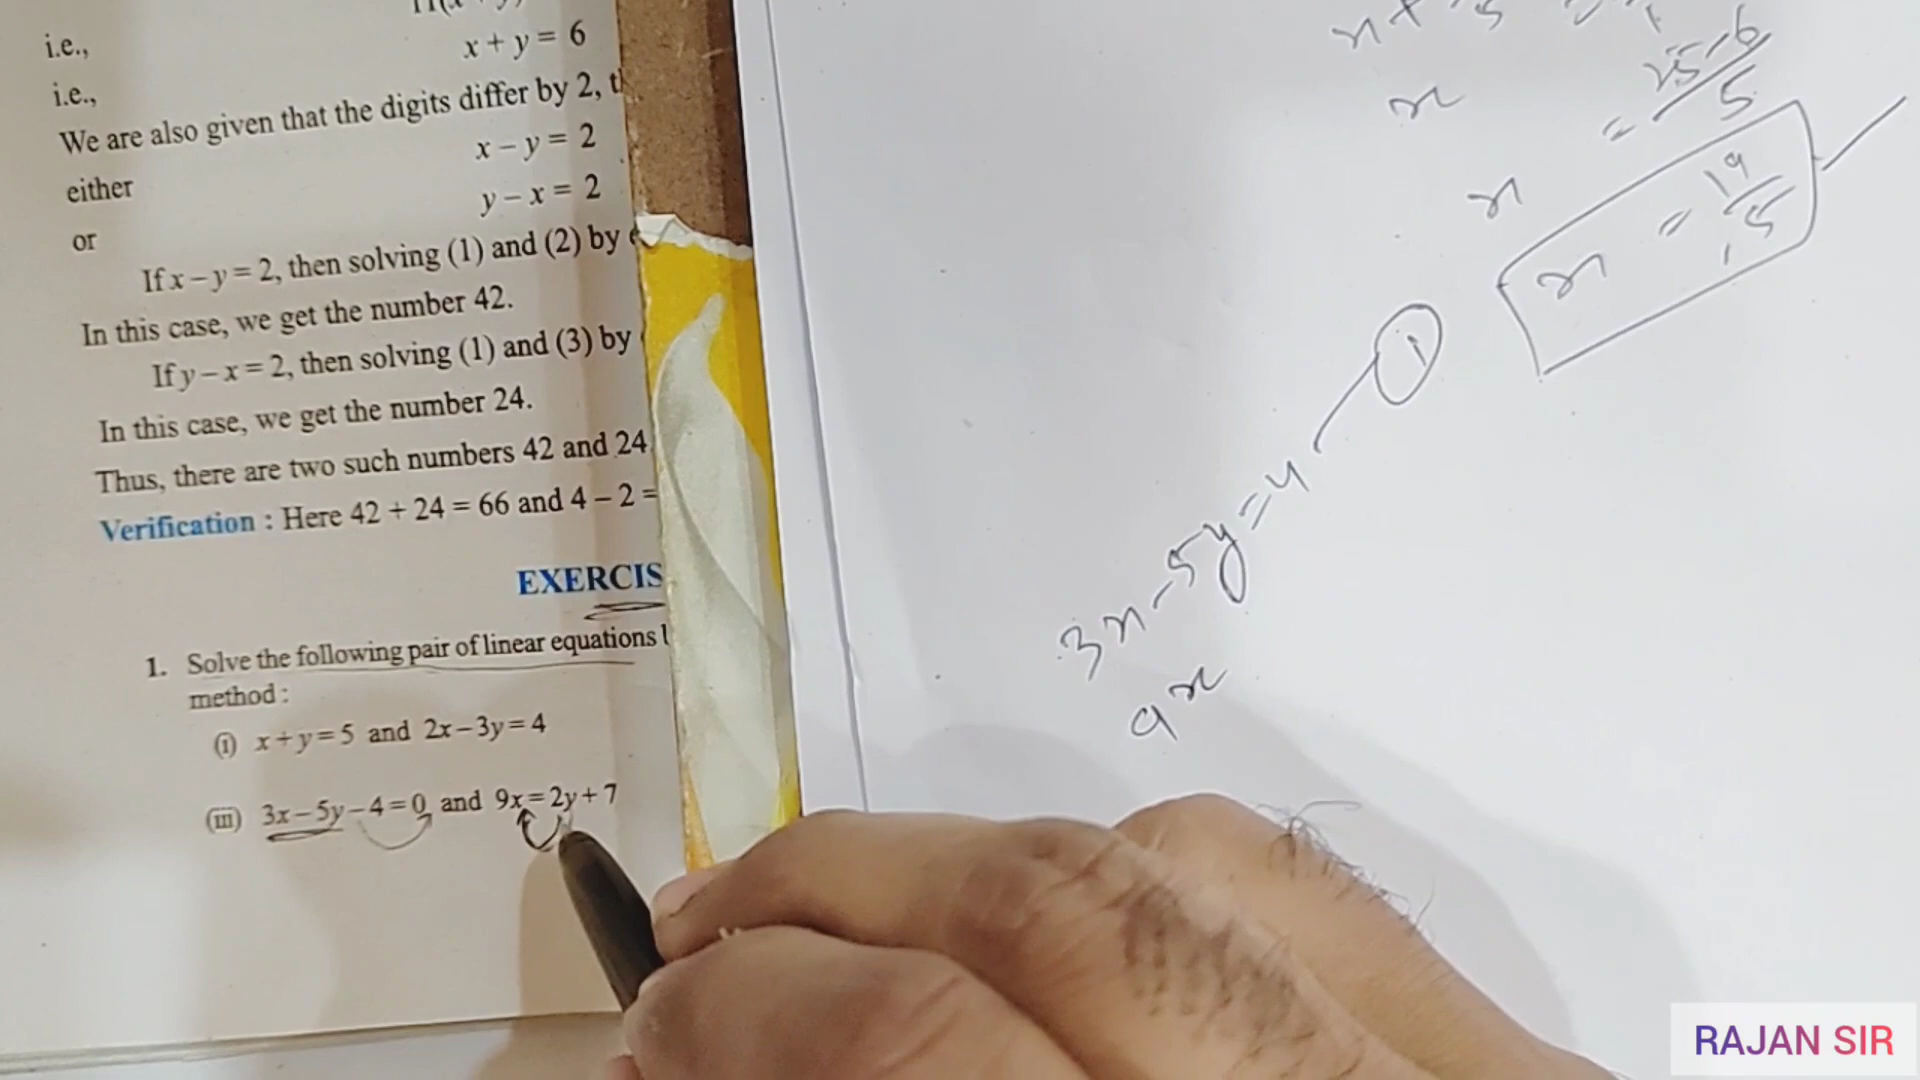 i.e., x + y = 6
i.e.,
We are also given that the digits differ by 2,
either x − y = 2
or y − x = 2
If x − y = 2, then solving (1) and (2) by
In this case, we get the number 42.
If y − x = 2, then solving (1) and (3) by
In this case, we get the number 24.
Thus, there are two such numbers 42 and 24
Verification : Here 42 + 24 = 66 and 4 − 2 =
EXERCIS
1. Solve the following pair of linear equations
method :
(i) x + y = 5 and 2x − 3y = 4
(iii) 3x − 5y − 4 = 0 and 9x = 2y + 7
x
x = 25 − 6 / 5
x = 19 / 5
3x − 5y = 4 — 1
9x
RAJAN SIR